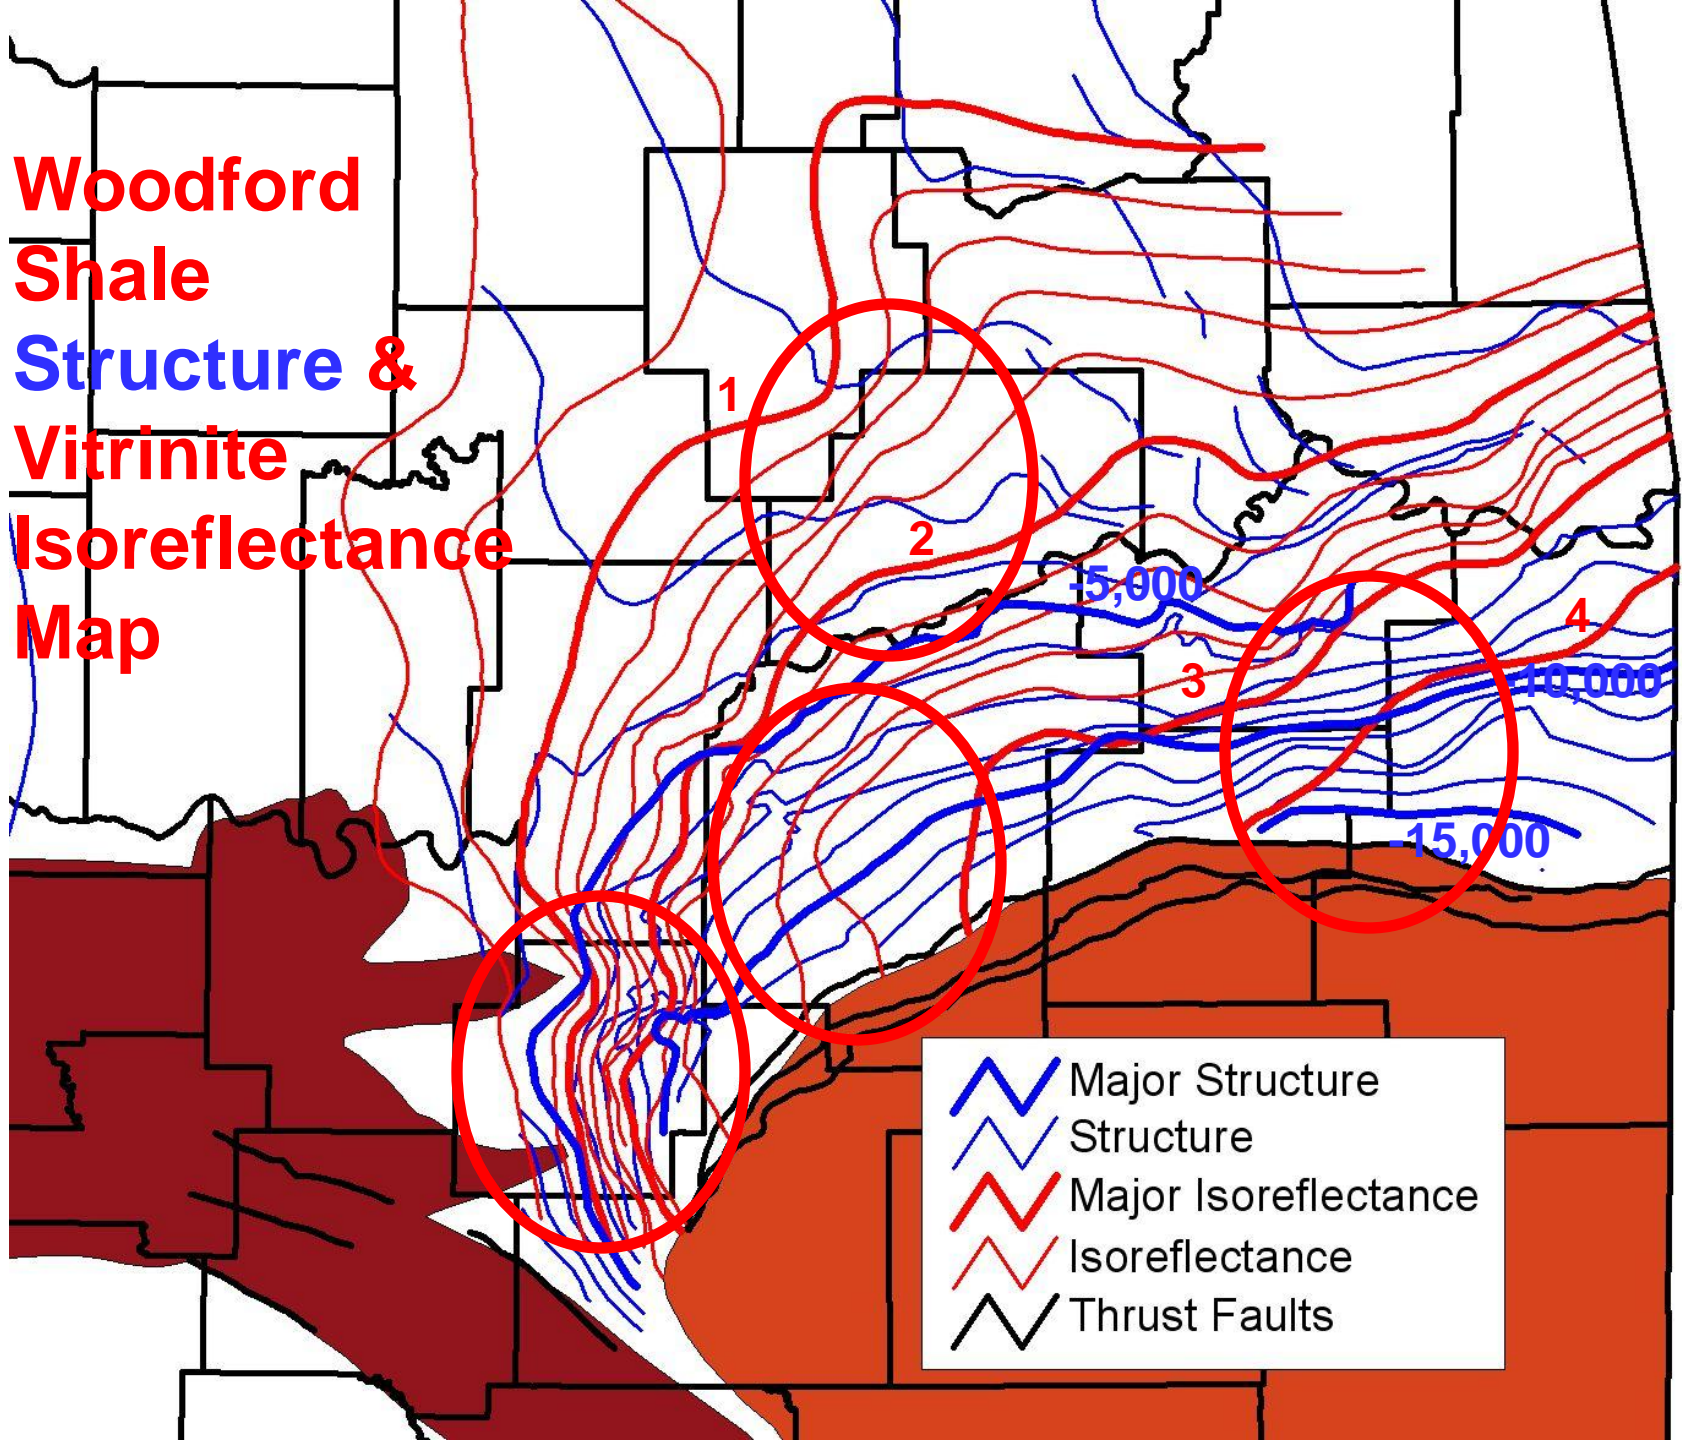 Woodford
Shale
Structure &
Vitrinite
Isoreflectance
Map
1
2
-5,000
4
3
-10,000
-15,000
Major Structure
Structure
Major Isoreflectance
Isoreflectance
Thrust Faults